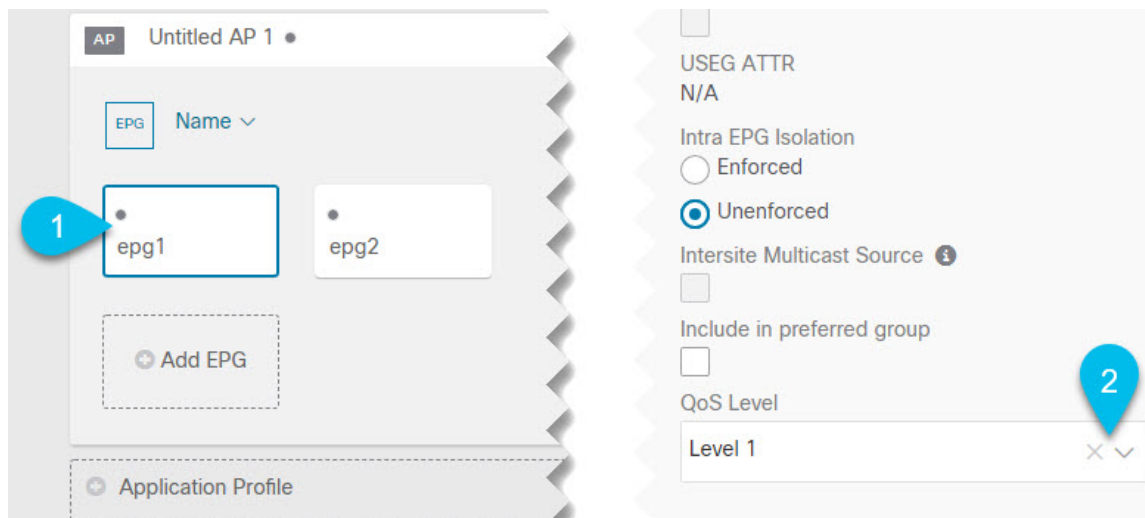 AP Untitled AP 1
EPG Name
1
epg1
epg2
Add EPG
Application Profile
USEG ATTR
N/A
Intra EPG Isolation
Enforced
Unenforced
Intersite Multicast Source
Include in preferred group
2
QoS Level
Level 1